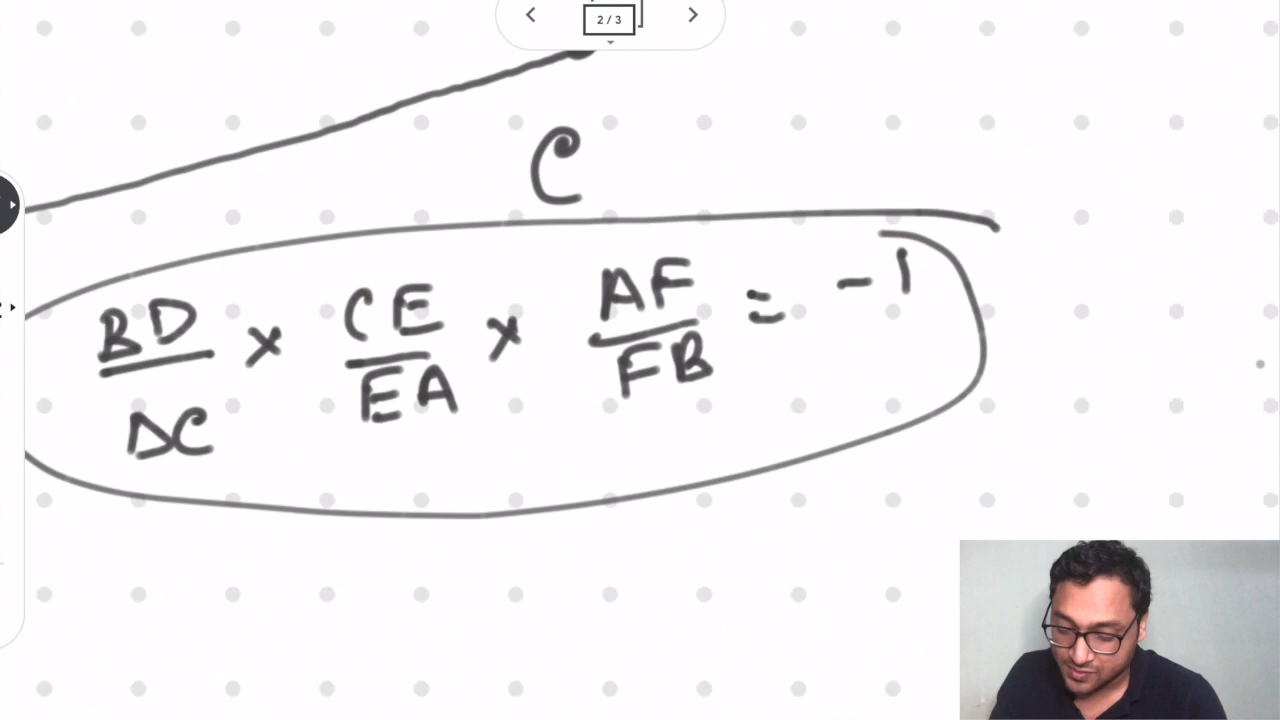 2 / 3
C
BD/DC × CE/EA × AF/FB = -1